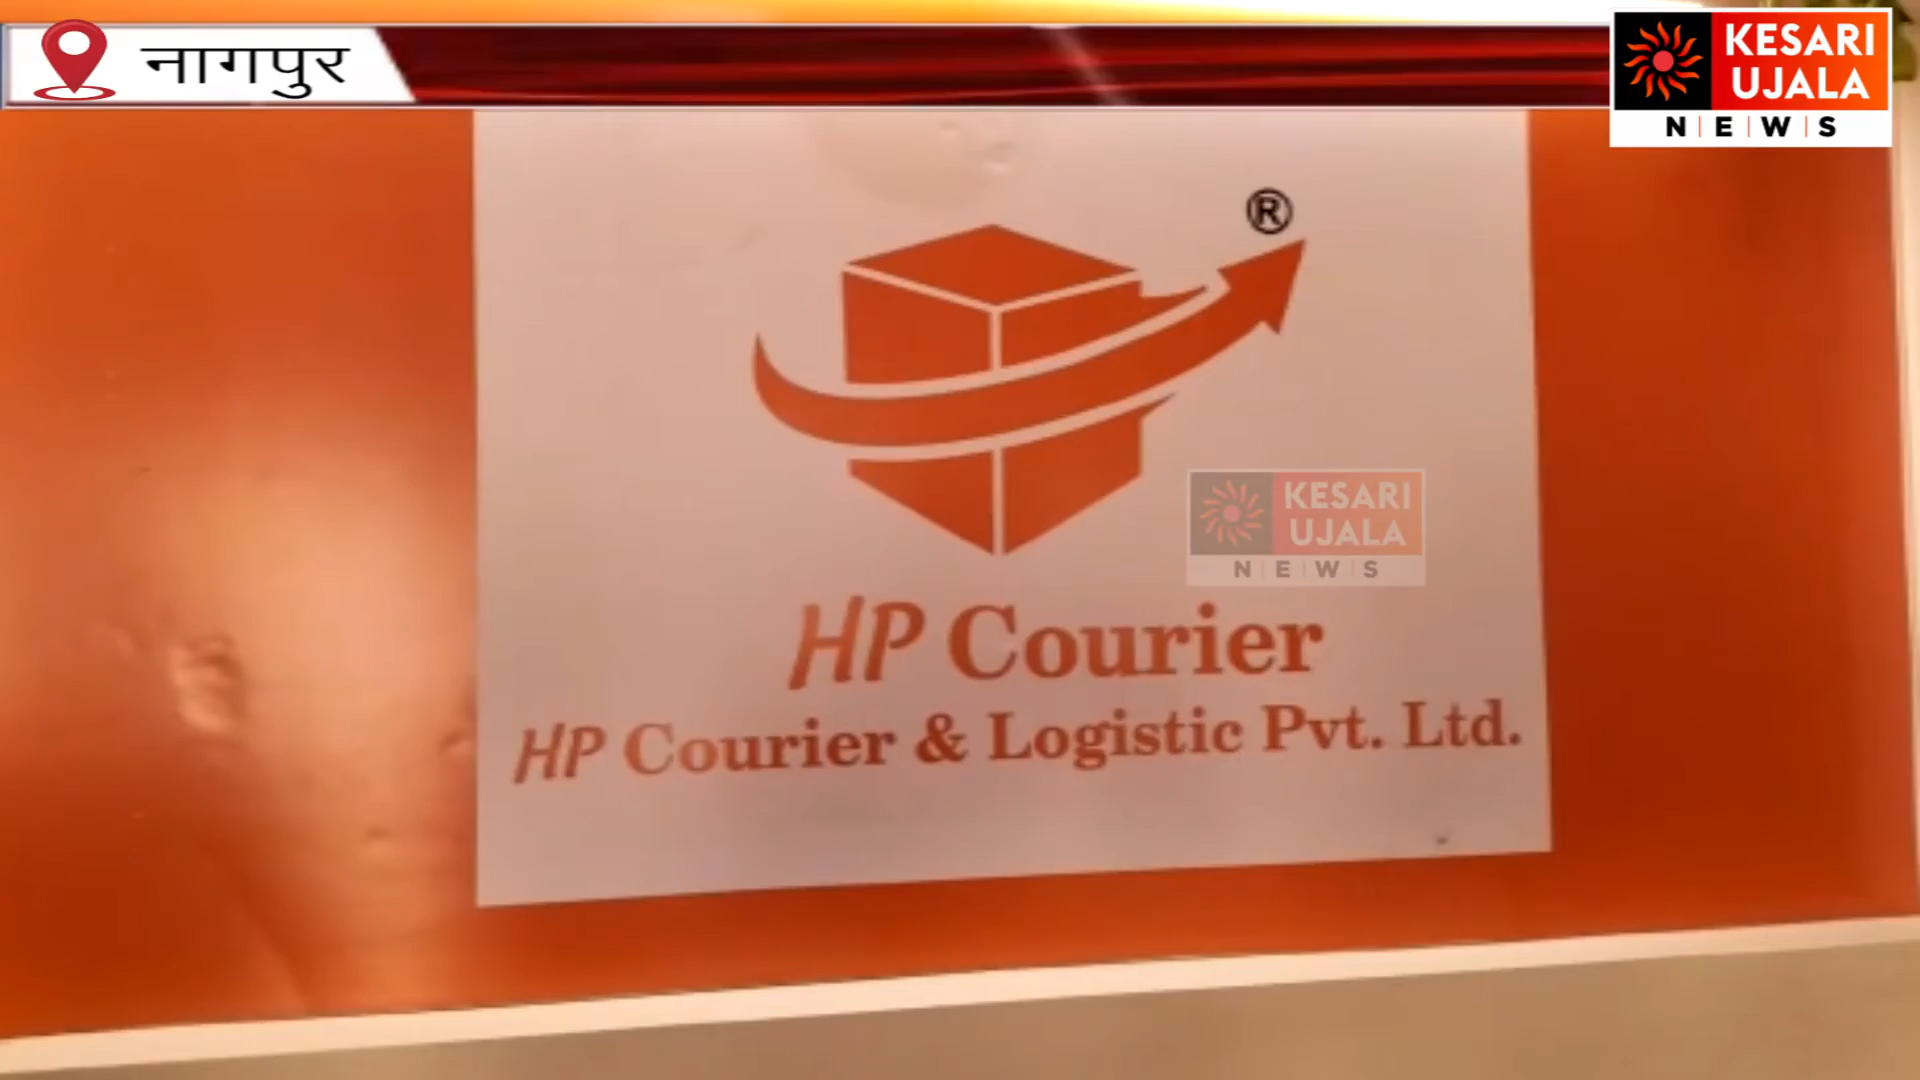 नागपुर
KESARI
UJALA
NEWS
®
KESARI
UJALA
NEWS
HP Courier
HP Courier & Logistic Pvt. Ltd.